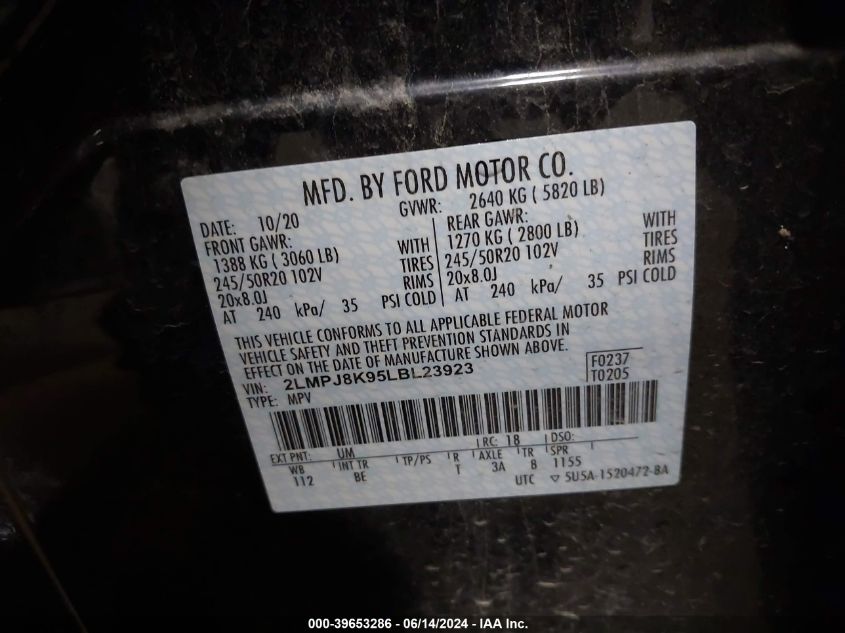 MFD. BY FORD MOTOR CO.
DATE: 10/20 GVWR: 2640 KG ( 5820 LB)
FRONT GAWR: REAR GAWR:
1388 KG ( 3060 LB) WITH 1270 KG ( 2800 LB) WITH
245/50R20 102V TIRES 245/50R20 102V TIRES
20x8.0J RIMS 20x8.0J RIMS
AT 240 kPa/ 35 PSI COLD AT 240 kPa/ 35 PSI COLD
THIS VEHICLE CONFORMS TO ALL APPLICABLE FEDERAL MOTOR
VEHICLE SAFETY AND THEFT PREVENTION STANDARDS IN
EFFECT ON THE DATE OF MANUFACTURE SHOWN ABOVE.
VIN: 2LMPJ8K95LBL23923 F0237
TYPE: MPV T0205
EXT PNT: UM RC: 18 DSO:
WB INT TR TP/PS R AXLE TR SPR
112 BE T 3A B 1155
UTC ▽ 5U5A-1520472-BA
000-39653286 - 06/14/2024 - IAA Inc.